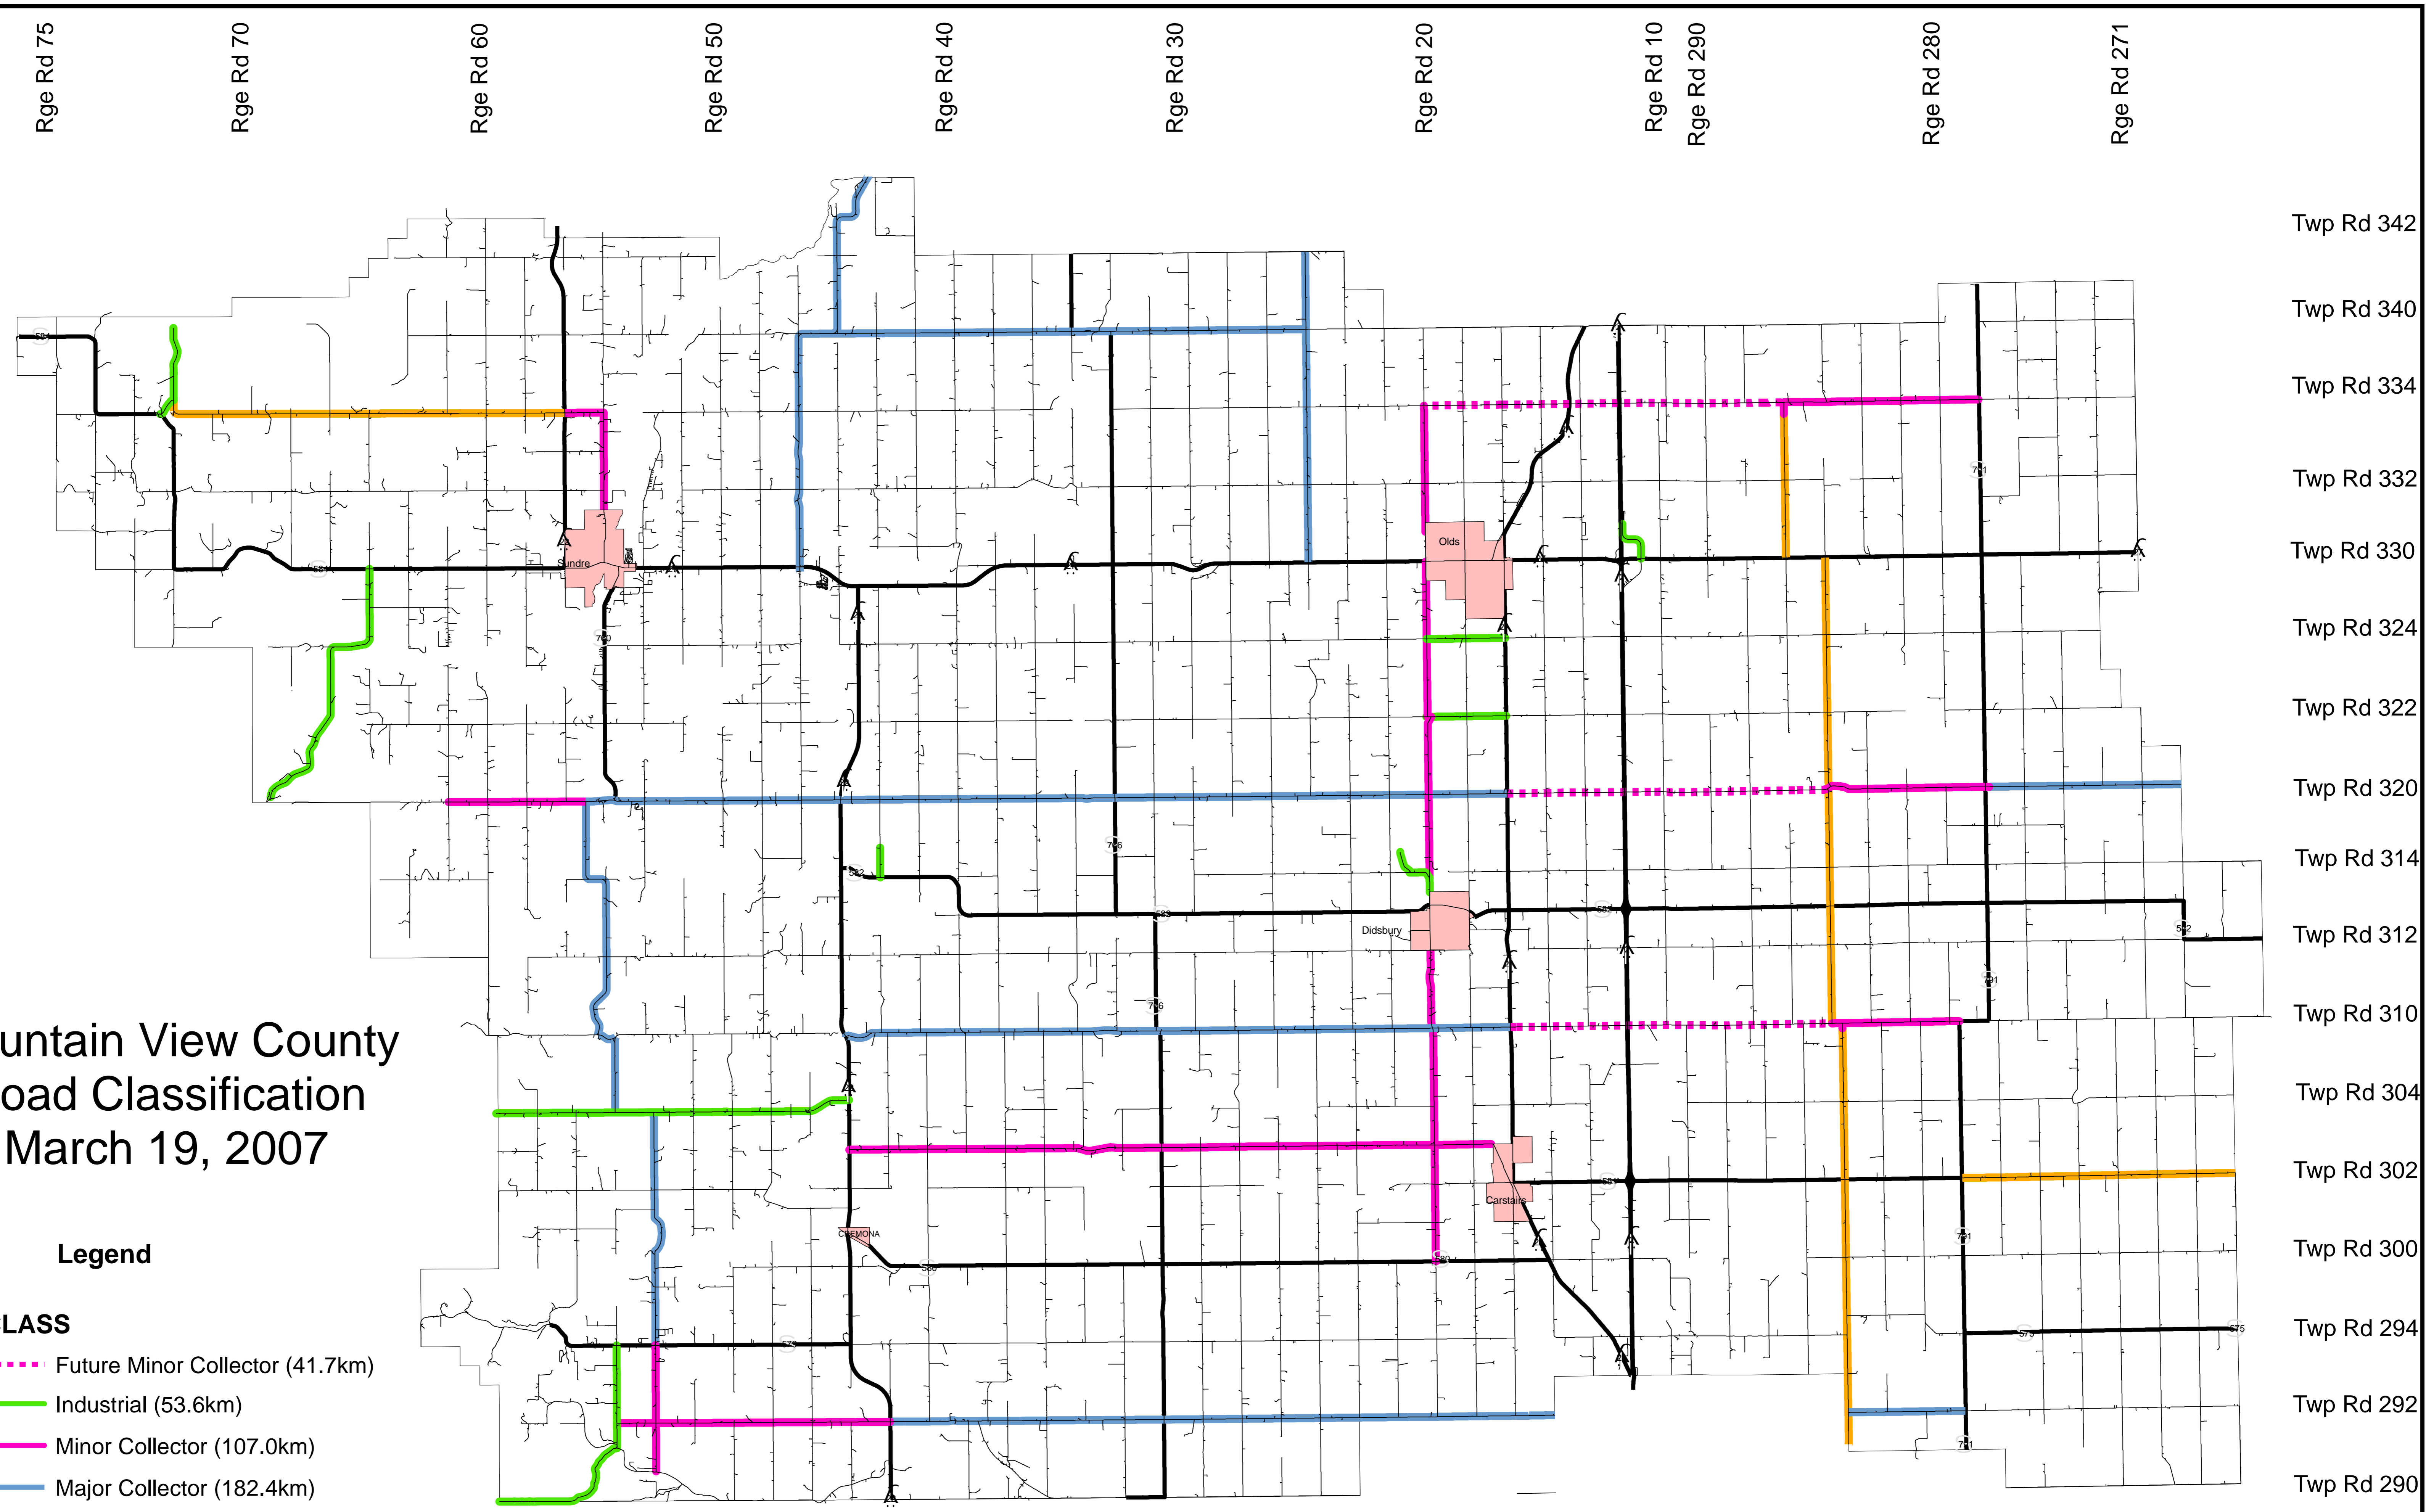 Rge Rd 75
Rge Rd 70
Rge Rd 60
Rge Rd 50
Rge Rd 40
Rge Rd 30
Rge Rd 20
Rge Rd 10
Rge Rd 290
Rge Rd 280
Rge Rd 271
Twp Rd 342
Twp Rd 340
Twp Rd 334
Twp Rd 332
Twp Rd 330
Twp Rd 324
Twp Rd 322
Twp Rd 320
Twp Rd 314
Twp Rd 312
Twp Rd 310
Twp Rd 304
Twp Rd 302
Twp Rd 300
Twp Rd 294
Twp Rd 292
Twp Rd 290
Sundre
Olds
Didsbury
Carstairs
CREMONA
untain View County
oad Classification
March 19, 2007
Legend
LASS
Future Minor Collector (41.7km)
Industrial (53.6km)
Minor Collector (107.0km)
Major Collector (182.4km)